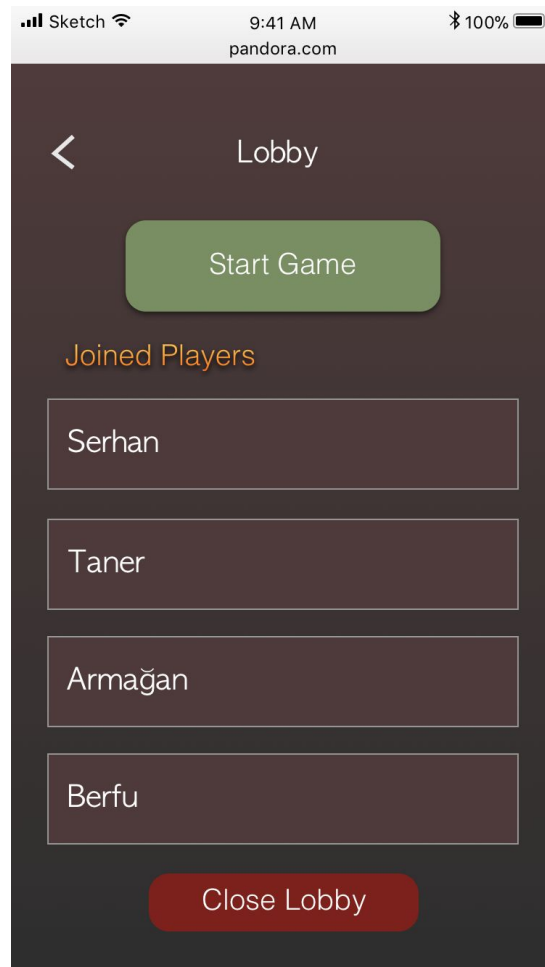 Sketch 9:41 AM 100%
pandora.com
Lobby
Start Game
Joined Players
Serhan
Taner
Armağan
Berfu
Close Lobby